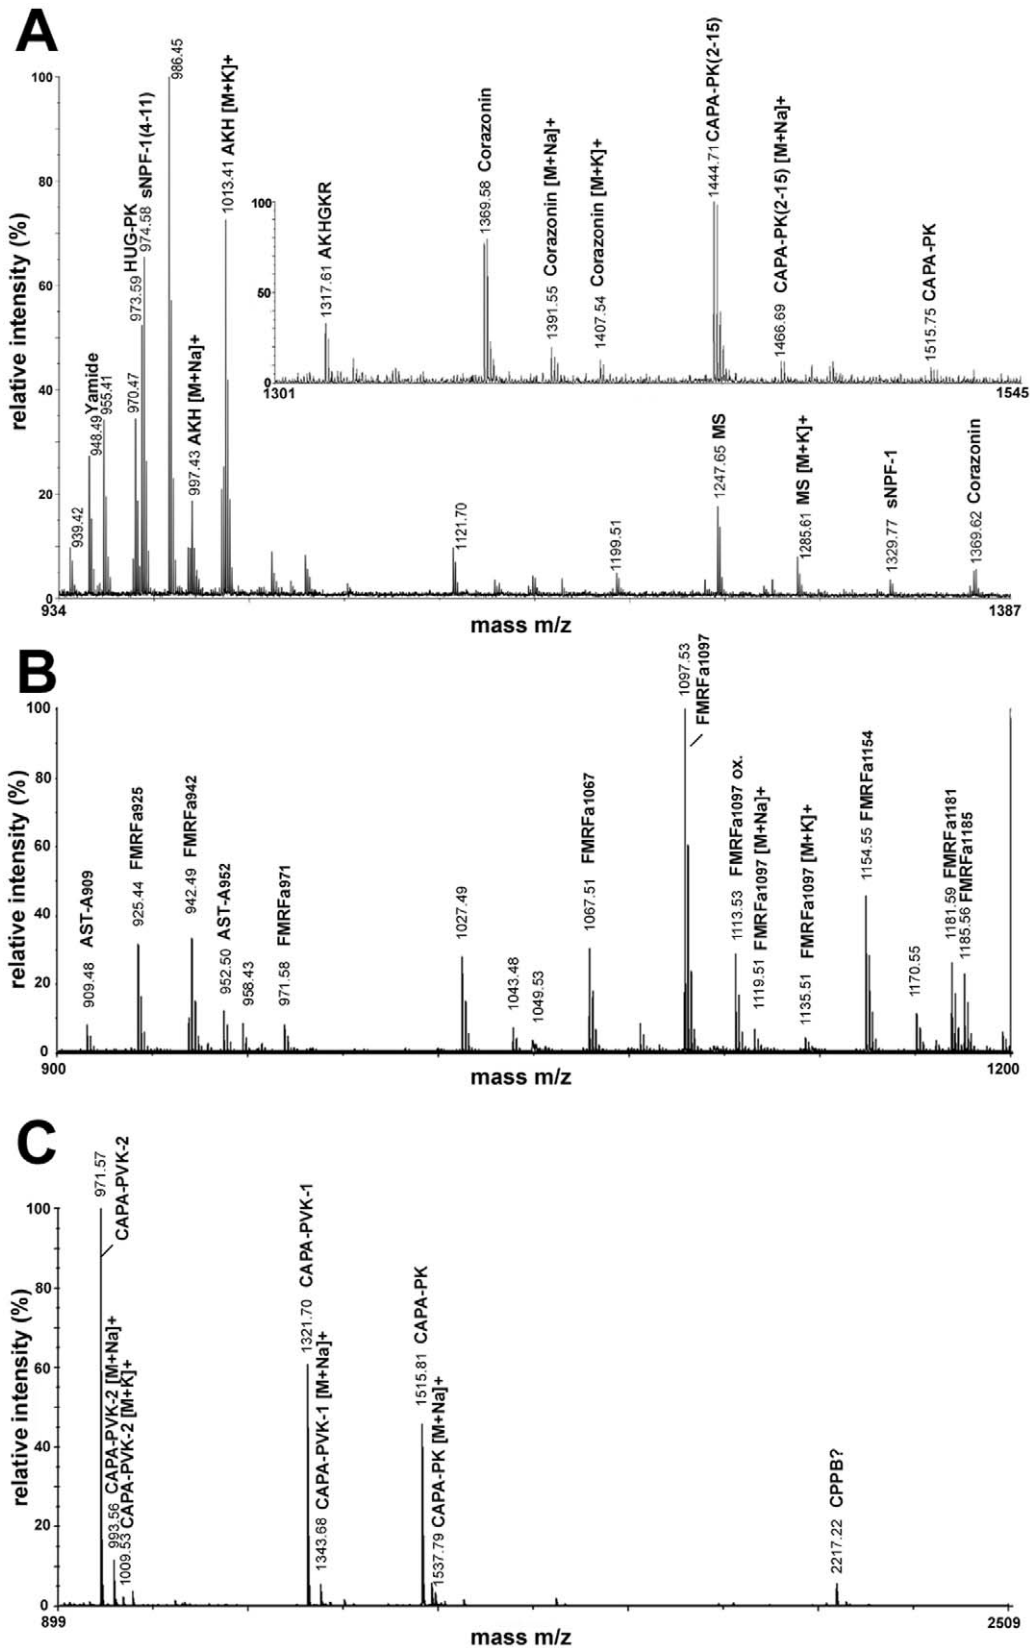 A
relative intensity (%)
100
80
60
40
20
0
939.42
948.49 Yamide
955.41
970.47
973.59 HUG-PK
974.58 sNPF-1(4-11)
986.45
997.43 AKH [M+Na]+
1013.41 AKH [M+K]+
1121.70
1199.51
1247.65 MS
1285.61 MS [M+K]+
1329.77 sNPF-1
1369.62 Corazonin
934
1387
mass m/z
100
50
0
1317.61 AKHGKR
1369.58 Corazonin
1391.55 Corazonin [M+Na]+
1407.54 Corazonin [M+K]+
1444.71 CAPA-PK(2-15)
1466.69 CAPA-PK(2-15) [M+Na]+
1515.75 CAPA-PK
1301
1545
B
relative intensity (%)
100
80
60
40
20
0
909.48 AST-A909
925.44 FMRFa925
942.49 FMRFa942
952.50 AST-A952
958.43
971.58 FMRFa971
1027.49
1043.48
1049.53
1067.51 FMRFa1067
1097.53
FMRFa1097
1113.53 FMRFa1097 ox.
1119.51 FMRFa1097 [M+Na]+
1135.51 FMRFa1097 [M+K]+
1154.55 FMRFa1154
1170.55
1181.59 FMRFa1181
1185.56 FMRFa1185
900
1200
mass m/z
C
relative intensity (%)
100
80
60
40
20
0
971.57
CAPA-PVK-2
993.56 CAPA-PVK-2 [M+Na]+
1009.53 CAPA-PVK-2 [M+K]+
1321.70 CAPA-PVK-1
1343.68 CAPA-PVK-1 [M+Na]+
1515.81 CAPA-PK
1537.79 CAPA-PK [M+Na]+
2217.22 CPPB?
899
2509
mass m/z